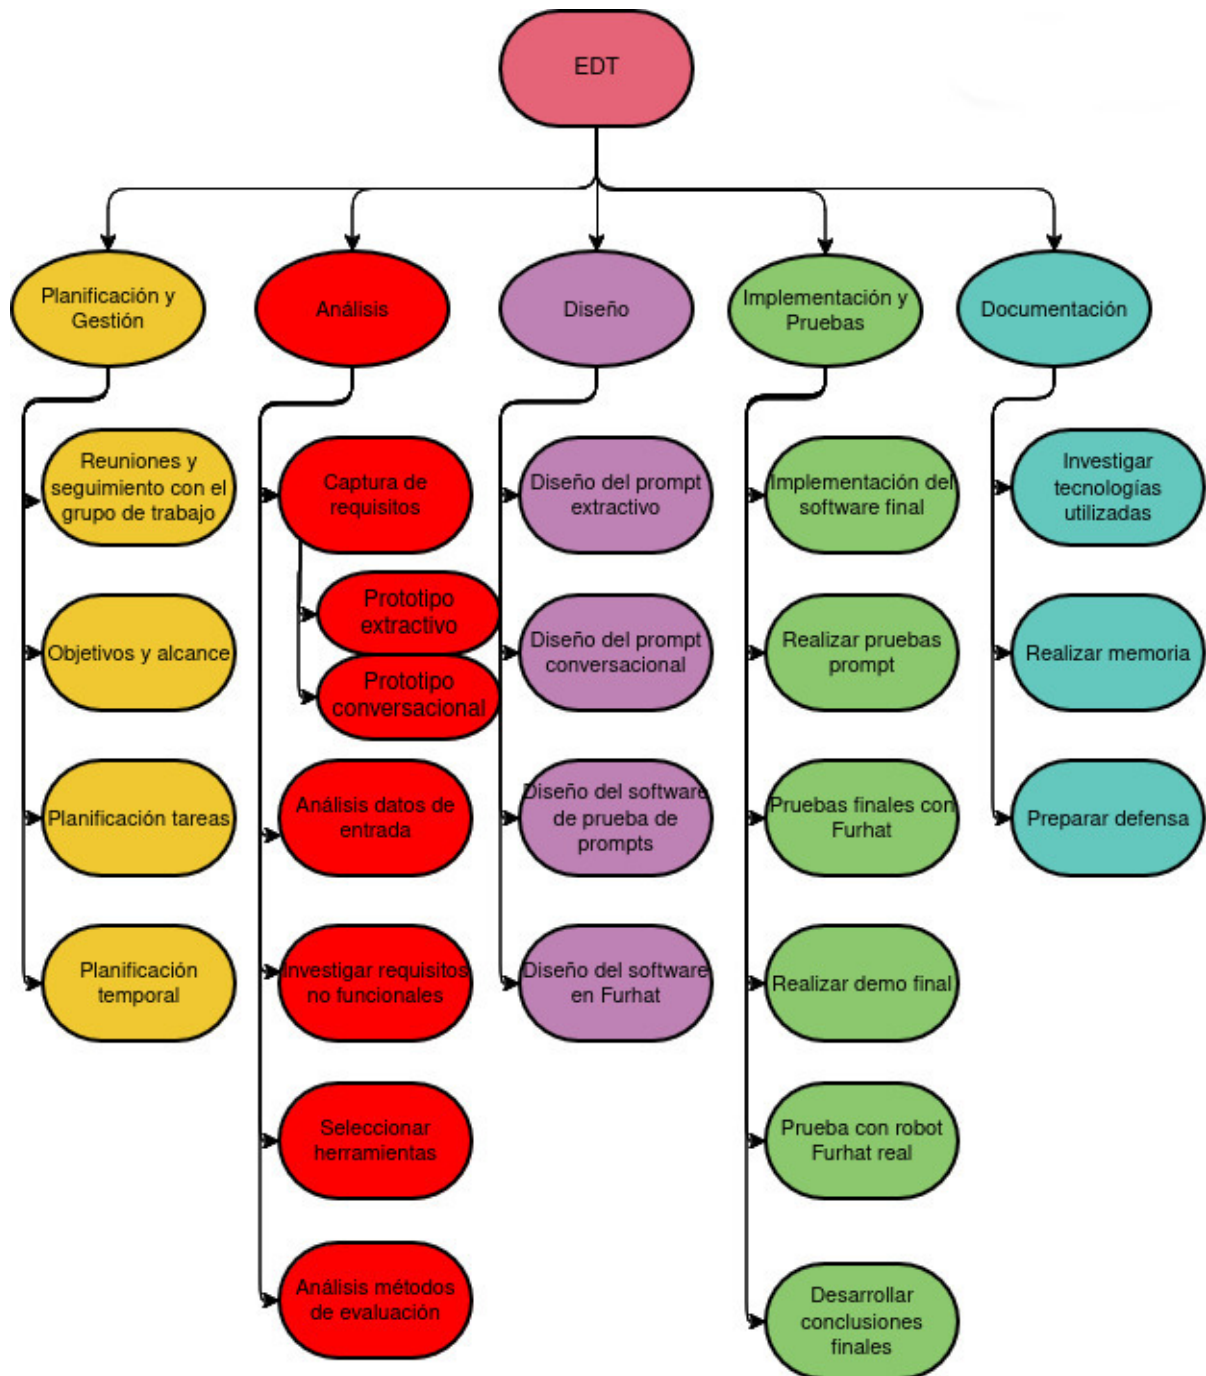 EDT
Planificación y
Gestión
Análisis
Diseño
Implementación y
Pruebas
Documentación
Reuniones y
seguimiento con el
grupo de trabajo
Objetivos y alcance
Planificación tareas
Planificación
temporal
Captura de
requisitos
Prototipo
extractivo
Prototipo
conversacional
Análisis datos de
entrada
Investigar requisitos
no funcionales
Seleccionar
herramientas
Análisis métodos
de evaluación
Diseño del prompt
extractivo
Diseño del prompt
conversacional
Diseño del software
de prueba de
prompts
Diseño del software
en Furhat
Implementación del
software final
Realizar pruebas
prompt
Pruebas finales con
Furhat
Realizar demo final
Prueba con robot
Furhat real
Desarrollar
conclusiones
finales
Investigar
tecnologías
utilizadas
Realizar memoria
Preparar defensa